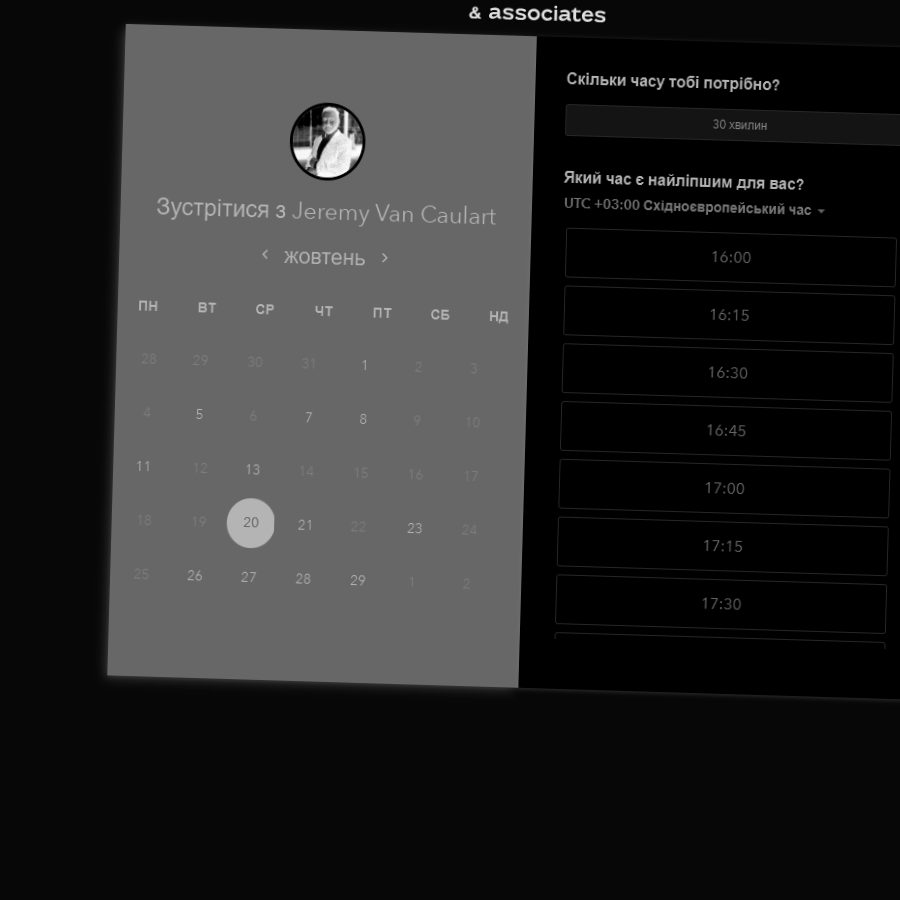 & associates
Зустрітися з Jeremy Van Caulart
‹ жовтень ›
ПН ВТ СР ЧТ ПТ СБ НД
28 29 30 31 1 2 3
4 5 6 7 8 9 10
11 12 13 14 15 16 17
18 19 20 21 22 23 24
25 26 27 28 29 1 2
Скільки часу тобі потрібно?
30 хвилин
Який час є найліпшим для вас?
UTC +03:00 Східноєвропейський час
16:00
16:15
16:30
16:45
17:00
17:15
17:30